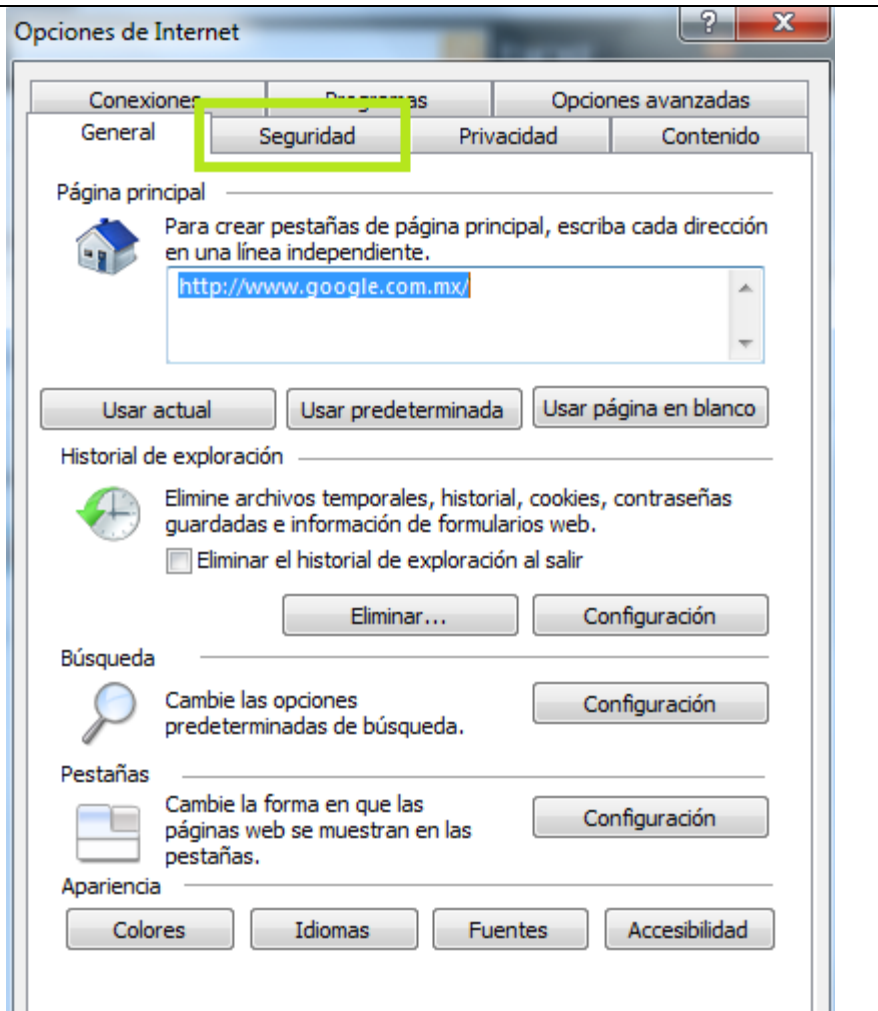 Opciones de Internet
?
X
Conexiones Programas Opciones avanzadas
General Seguridad Privacidad Contenido
Página principal
Para crear pestañas de página principal, escriba cada dirección
en una línea independiente.
http://www.google.com.mx/
Usar actual Usar predeterminada Usar página en blanco
Historial de exploración
Elimine archivos temporales, historial, cookies, contraseñas
guardadas e información de formularios web.
Eliminar el historial de exploración al salir
Eliminar... Configuración
Búsqueda
Cambie las opciones
predeterminadas de búsqueda.
Configuración
Pestañas
Cambie la forma en que las
páginas web se muestran en las
pestañas.
Configuración
Apariencia
Colores Idiomas Fuentes Accesibilidad